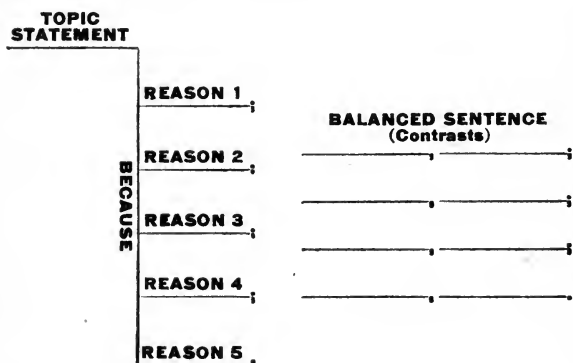 TOPIC
STATEMENT
BECAUSE
REASON 1;
REASON 2;
REASON 3;
REASON 4;
REASON 5.
BALANCED SENTENCE
(Contrasts)
, ;
, ;
, ;
, .